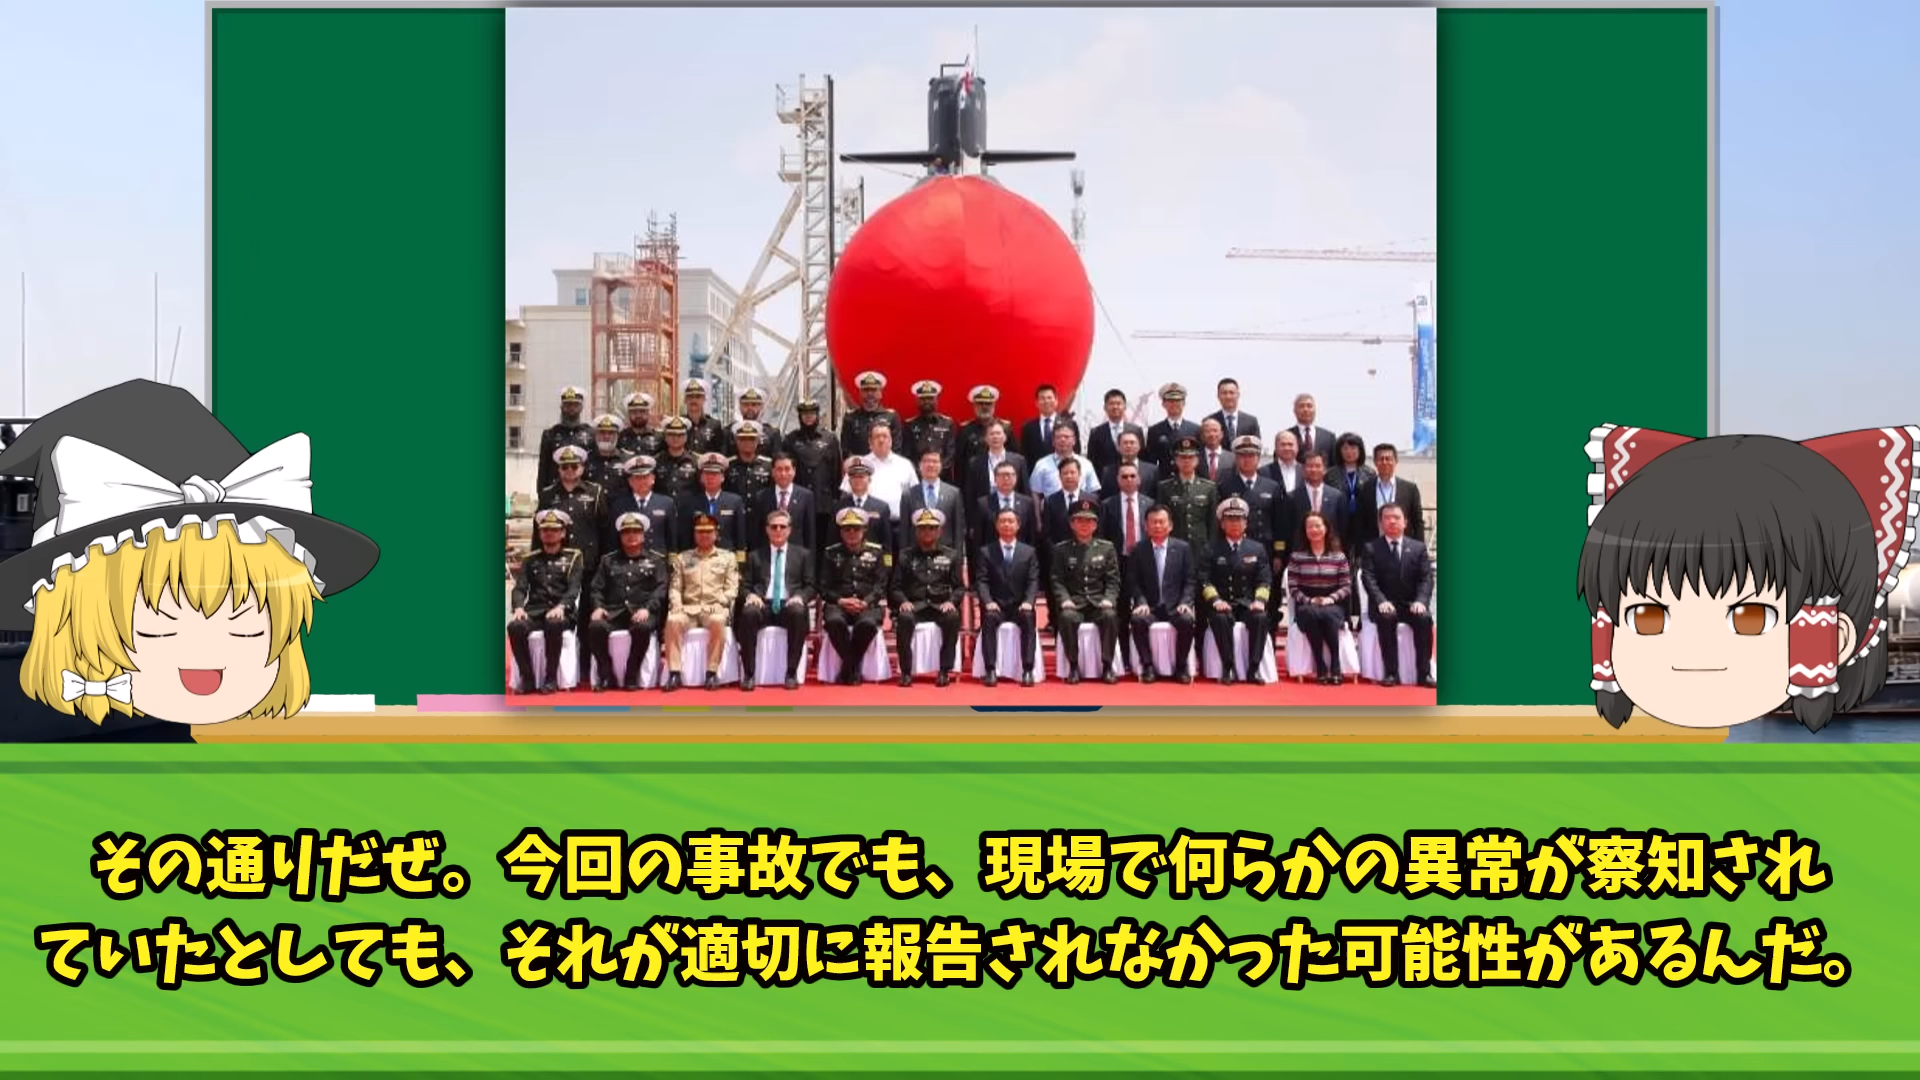 その通りだぜ。今回の事故でも、現場で何らかの異常が察知され
ていたとしても、それが適切に報告されなかった可能性があるんだ。